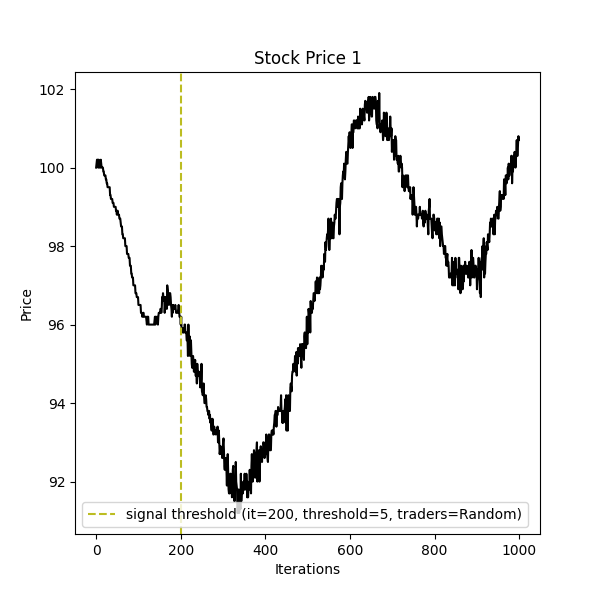 Stock Price 1
102
100
98
96
94
92
Price
signal threshold (it=200, threshold=5, traders=Random)
0 200 400 600 800 1000
Iterations